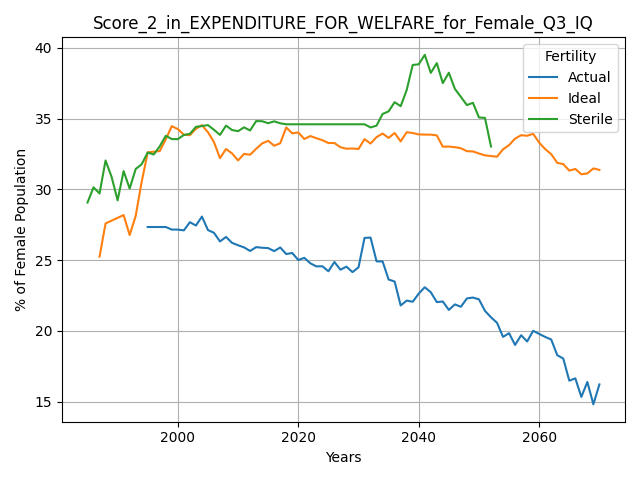 Score_2_in_EXPENDITURE_FOR_WELFARE_for_Female_Q3_IQ
Fertility
Actual
Ideal
Sterile
% of Female Population
40
35
30
25
20
15
2000
2020
2040
2060
Years